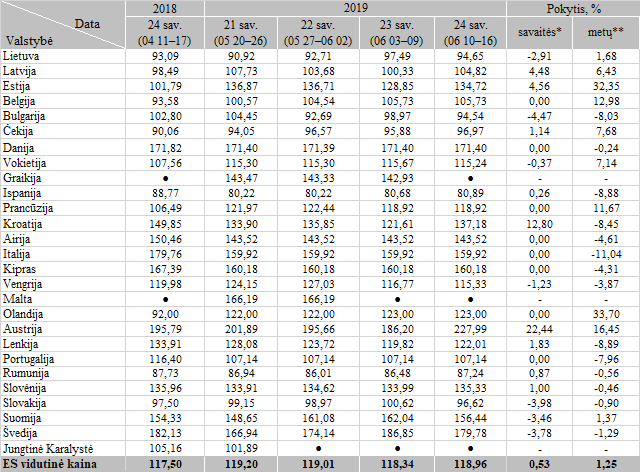 Data 2018 2019 Pokytis, %
Valstybė 24 sav. (04 11–17) 21 sav. (05 20–26) 22 sav. (05 27–06 02) 23 sav. (06 03–09) 24 sav. (06 10–16) savaitės* metų**
Lietuva 93,09 90,92 92,71 97,49 94,65 -2,91 1,68
Latvija 98,49 107,73 103,68 100,33 104,82 4,48 6,43
Estija 101,79 136,87 136,71 128,85 134,72 4,56 32,35
Belgija 93,58 100,57 104,54 105,73 105,73 0,00 12,98
Bulgarija 102,80 104,45 92,69 98,97 94,54 -4,47 -8,03
Čekija 90,06 94,05 96,57 95,88 96,97 1,14 7,68
Danija 171,82 171,40 171,39 171,40 171,40 0,00 -0,24
Vokietija 107,56 115,30 115,30 115,67 115,24 -0,37 7,14
Graikija ● 143,47 143,33 142,93 ● - -
Ispanija 88,77 80,22 80,22 80,68 80,89 0,26 -8,88
Prancūzija 106,49 121,97 122,44 118,92 118,92 0,00 11,67
Kroatija 149,85 133,90 135,85 121,61 137,18 12,80 -8,45
Airija 150,46 143,52 143,52 143,52 143,52 0,00 -4,61
Italija 179,76 159,92 159,92 159,92 159,92 0,00 -11,04
Kipras 167,39 160,18 160,18 160,18 160,18 0,00 -4,31
Vengrija 119,98 124,15 127,03 116,77 115,33 -1,23 -3,87
Malta ● 166,19 166,19 ● ● - -
Olandija 92,00 122,00 122,00 123,00 123,00 0,00 33,70
Austrija 195,79 201,89 195,66 186,20 227,99 22,44 16,45
Lenkija 133,91 128,08 123,72 119,82 122,01 1,83 -8,89
Portugalija 116,40 107,14 107,14 107,14 107,14 0,00 -7,96
Rumunija 87,73 86,94 86,01 86,48 87,24 0,87 -0,56
Slovėnija 135,96 133,91 134,62 133,99 135,33 1,00 -0,46
Slovakija 97,50 99,15 98,97 100,62 96,62 -3,98 -0,90
Suomija 154,33 148,65 161,08 162,04 156,44 -3,46 1,37
Švedija 182,13 166,94 174,14 186,85 179,78 -3,78 -1,29
Jungtinė Karalystė 105,16 101,89 ● ● ● - -
ES vidutinė kaina 117,50 119,20 119,01 118,34 118,96 0,53 1,25